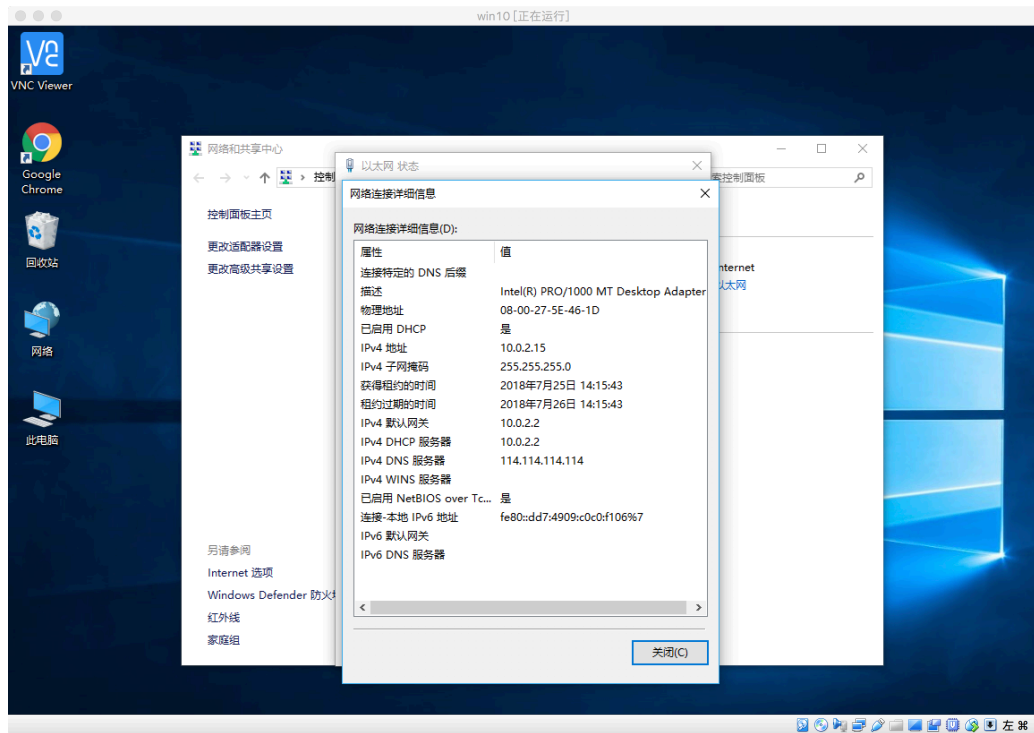 win10 [正在运行]
VNC Viewer
Google
Chrome
回收站
网络
此电脑
网络和共享中心
控制
索控制面板
控制面板主页
更改适配器设置
更改高级共享设置
nternet
以太网
另请参阅
Internet 选项
Windows Defender 防火
红外线
家庭组
以太网 状态
网络连接详细信息
网络连接详细信息(D):
属性 值
连接特定的 DNS 后缀
描述 Intel(R) PRO/1000 MT Desktop Adapter
物理地址 08-00-27-5E-46-1D
已启用 DHCP 是
IPv4 地址 10.0.2.15
IPv4 子网掩码 255.255.255.0
获得租约的时间 2018年7月25日 14:15:43
租约过期的时间 2018年7月26日 14:15:43
IPv4 默认网关 10.0.2.2
IPv4 DHCP 服务器 10.0.2.2
IPv4 DNS 服务器 114.114.114.114
IPv4 WINS 服务器
已启用 NetBIOS over Tc... 是
连接-本地 IPv6 地址 fe80::dd7:4909:c0c0:f106%7
IPv6 默认网关
IPv6 DNS 服务器
关闭(C)
左 ⌘